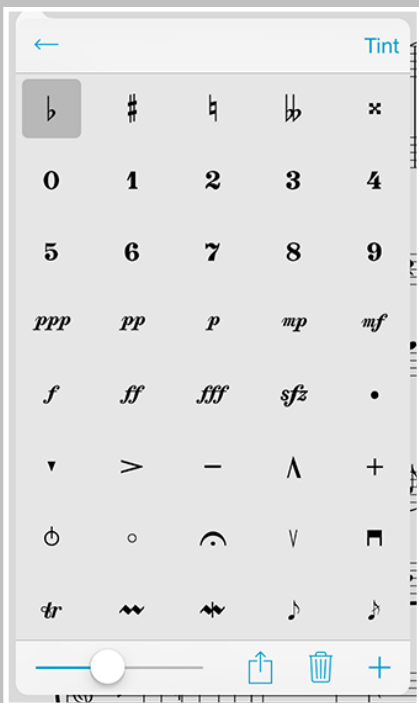 Tint
♭ ♯ ♮ 𝄫 𝄪
0 1 2 3 4
5 6 7 8 9
ppp pp p mp mf
f ff fff sfz
tr